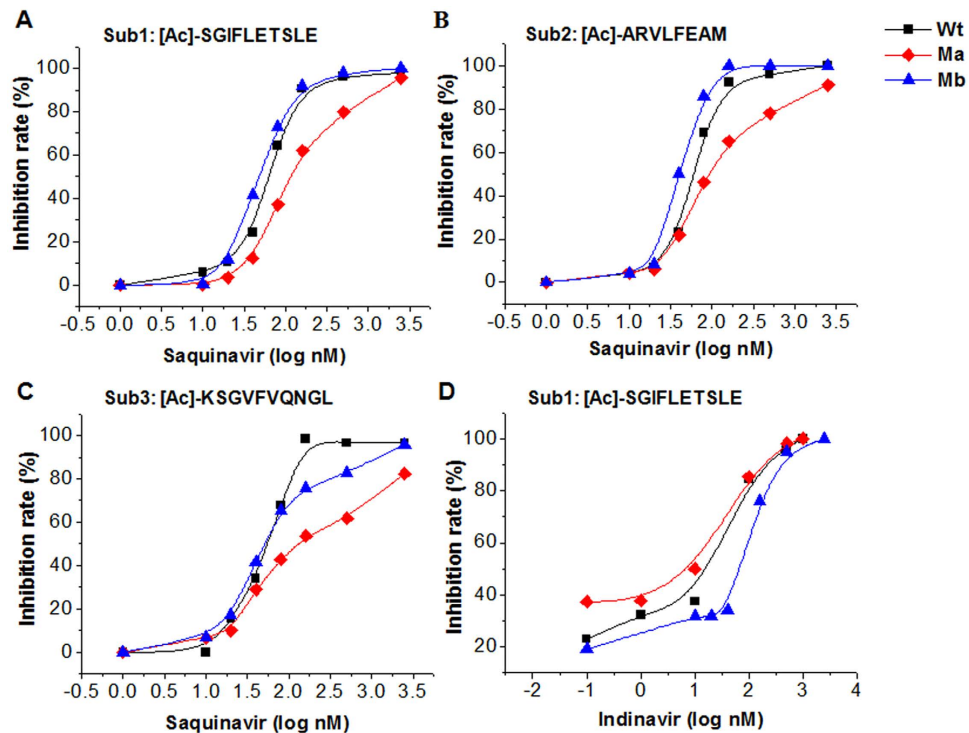 A
Sub1: [Ac]-SGIFLETSLE
Inhibition rate (%)
100
80
60
40
20
0
-0.5 0.0 0.5 1.0 1.5 2.0 2.5 3.0 3.5
Saquinavir (log nM)
B
Sub2: [Ac]-ARVLFEAM
Inhibition rate (%)
100
80
60
40
20
0
-0.5 0.0 0.5 1.0 1.5 2.0 2.5 3.0 3.5
Saquinavir (log nM)
Wt
Ma
Mb
C
Sub3: [Ac]-KSGVFVQNGL
Inhibition rate (%)
100
80
60
40
20
0
-0.5 0.0 0.5 1.0 1.5 2.0 2.5 3.0 3.5
Saquinavir (log nM)
D
Sub1: [Ac]-SGIFLETSLE
Inhibition rate (%)
100
80
60
40
20
-2 -1 0 1 2 3 4
Indinavir (log nM)